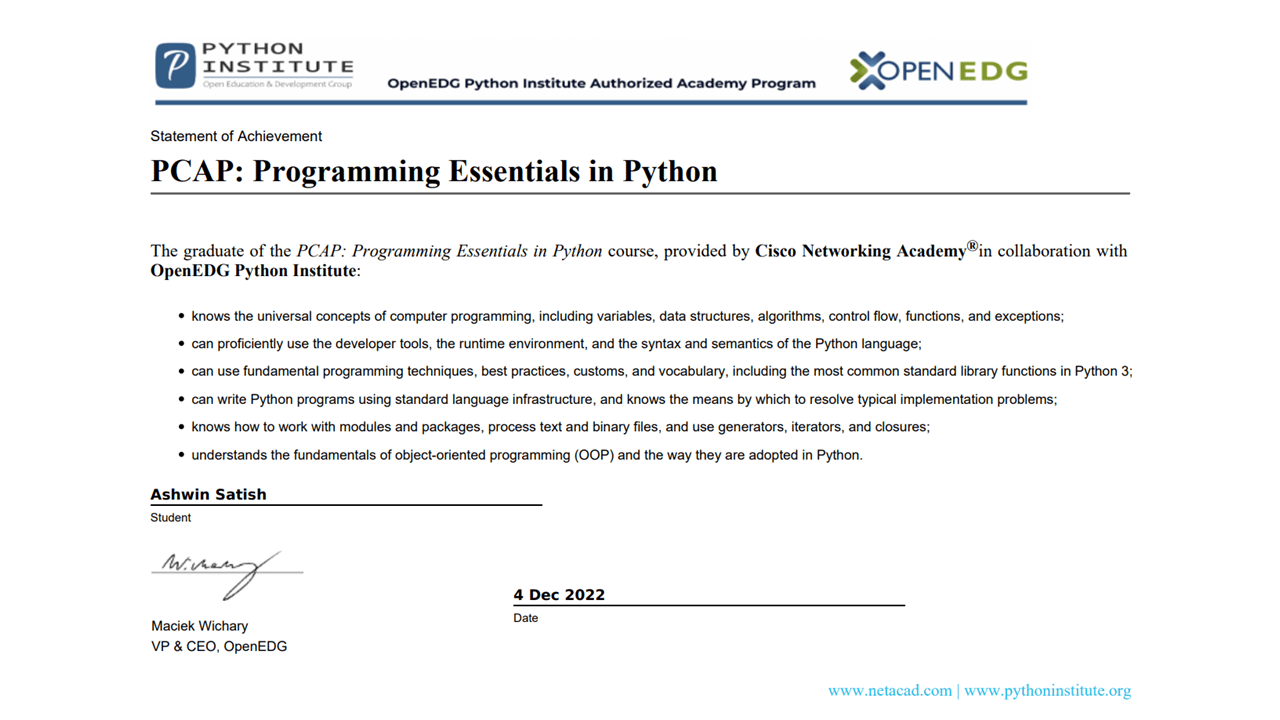 PYTHON
INSTITUTE
Open Education & Development Group
OpenEDG Python Institute Authorized Academy Program
OPENEDG
Statement of Achievement
PCAP: Programming Essentials in Python
The graduate of the PCAP: Programming Essentials in Python course, provided by Cisco Networking Academy®in collaboration with
OpenEDG Python Institute:
• knows the universal concepts of computer programming, including variables, data structures, algorithms, control flow, functions, and exceptions;
• can proficiently use the developer tools, the runtime environment, and the syntax and semantics of the Python language;
• can use fundamental programming techniques, best practices, customs, and vocabulary, including the most common standard library functions in Python 3;
• can write Python programs using standard language infrastructure, and knows the means by which to resolve typical implementation problems;
• knows how to work with modules and packages, process text and binary files, and use generators, iterators, and closures;
• understands the fundamentals of object-oriented programming (OOP) and the way they are adopted in Python.
Ashwin Satish
Student
W.chary
4 Dec 2022
Date
Maciek Wichary
VP & CEO, OpenEDG
www.netacad.com | www.pythoninstitute.org